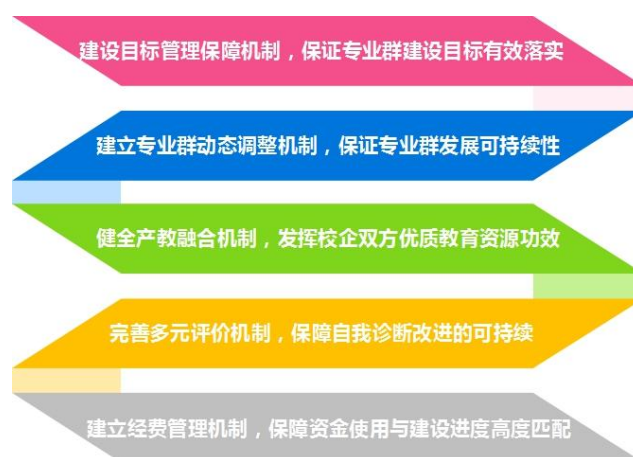 建设目标管理保障机制，保证专业群建设目标有效落实
建立专业群动态调整机制，保证专业群发展可持续性
健全产教融合机制，发挥校企双方优质教育资源功效
完善多元评价机制，保障自我诊断改进的可持续
建立经费管理机制，保障资金使用与建设进度高度匹配